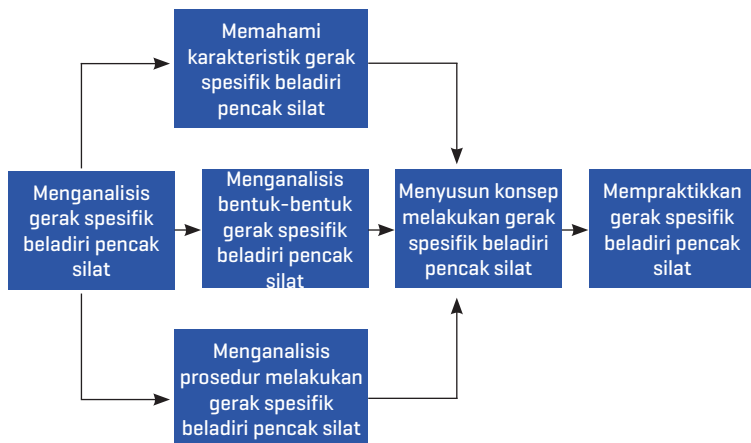 Memahami
karakteristik gerak
spesifik beladiri
pencak silat
Menganalisis
gerak spesifik
beladiri pencak
silat
Menganalisis
bentuk-bentuk
gerak spesifik
beladiri pencak
silat
Menyusun konsep
melakukan gerak
spesifik beladiri
pencak silat
Mempraktikkan
gerak spesifik
beladiri pencak
silat
Menganalisis
prosedur melakukan
gerak spesifik
beladiri pencak silat